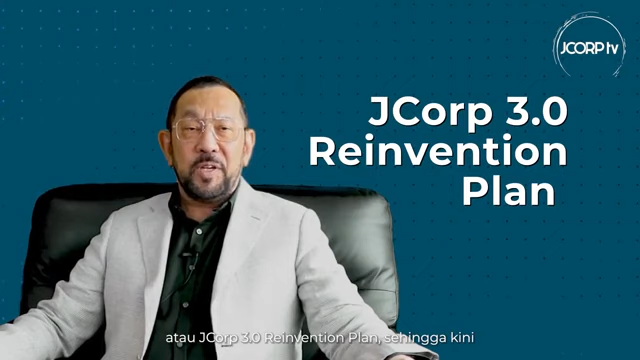 JCORP tv
JCorp 3.0
Reinvention
Plan
atau JCorp 3.0 Reinvention Plan, sehingga kini